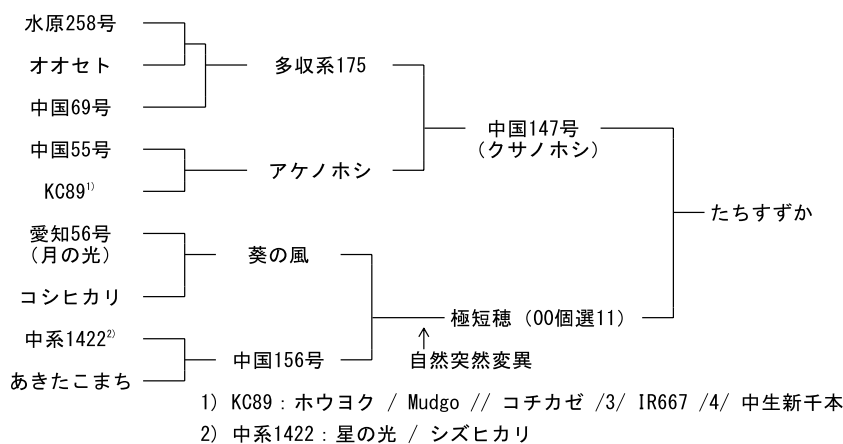 水原258号
オオセト
多収系175
中国69号
中国147号
（クサノホシ）
中国55号
アケノホシ
KC891)
たちすずか
愛知56号
（月の光）
葵の風
コシヒカリ
極短穂（00個選11）
中系14222)
自然突然変異
中国156号
あきたこまち
1) KC89：ホウヨク / Mudgo // コチカゼ /3/ IR667 /4/ 中生新千本
2) 中系1422：星の光 / シズヒカリ